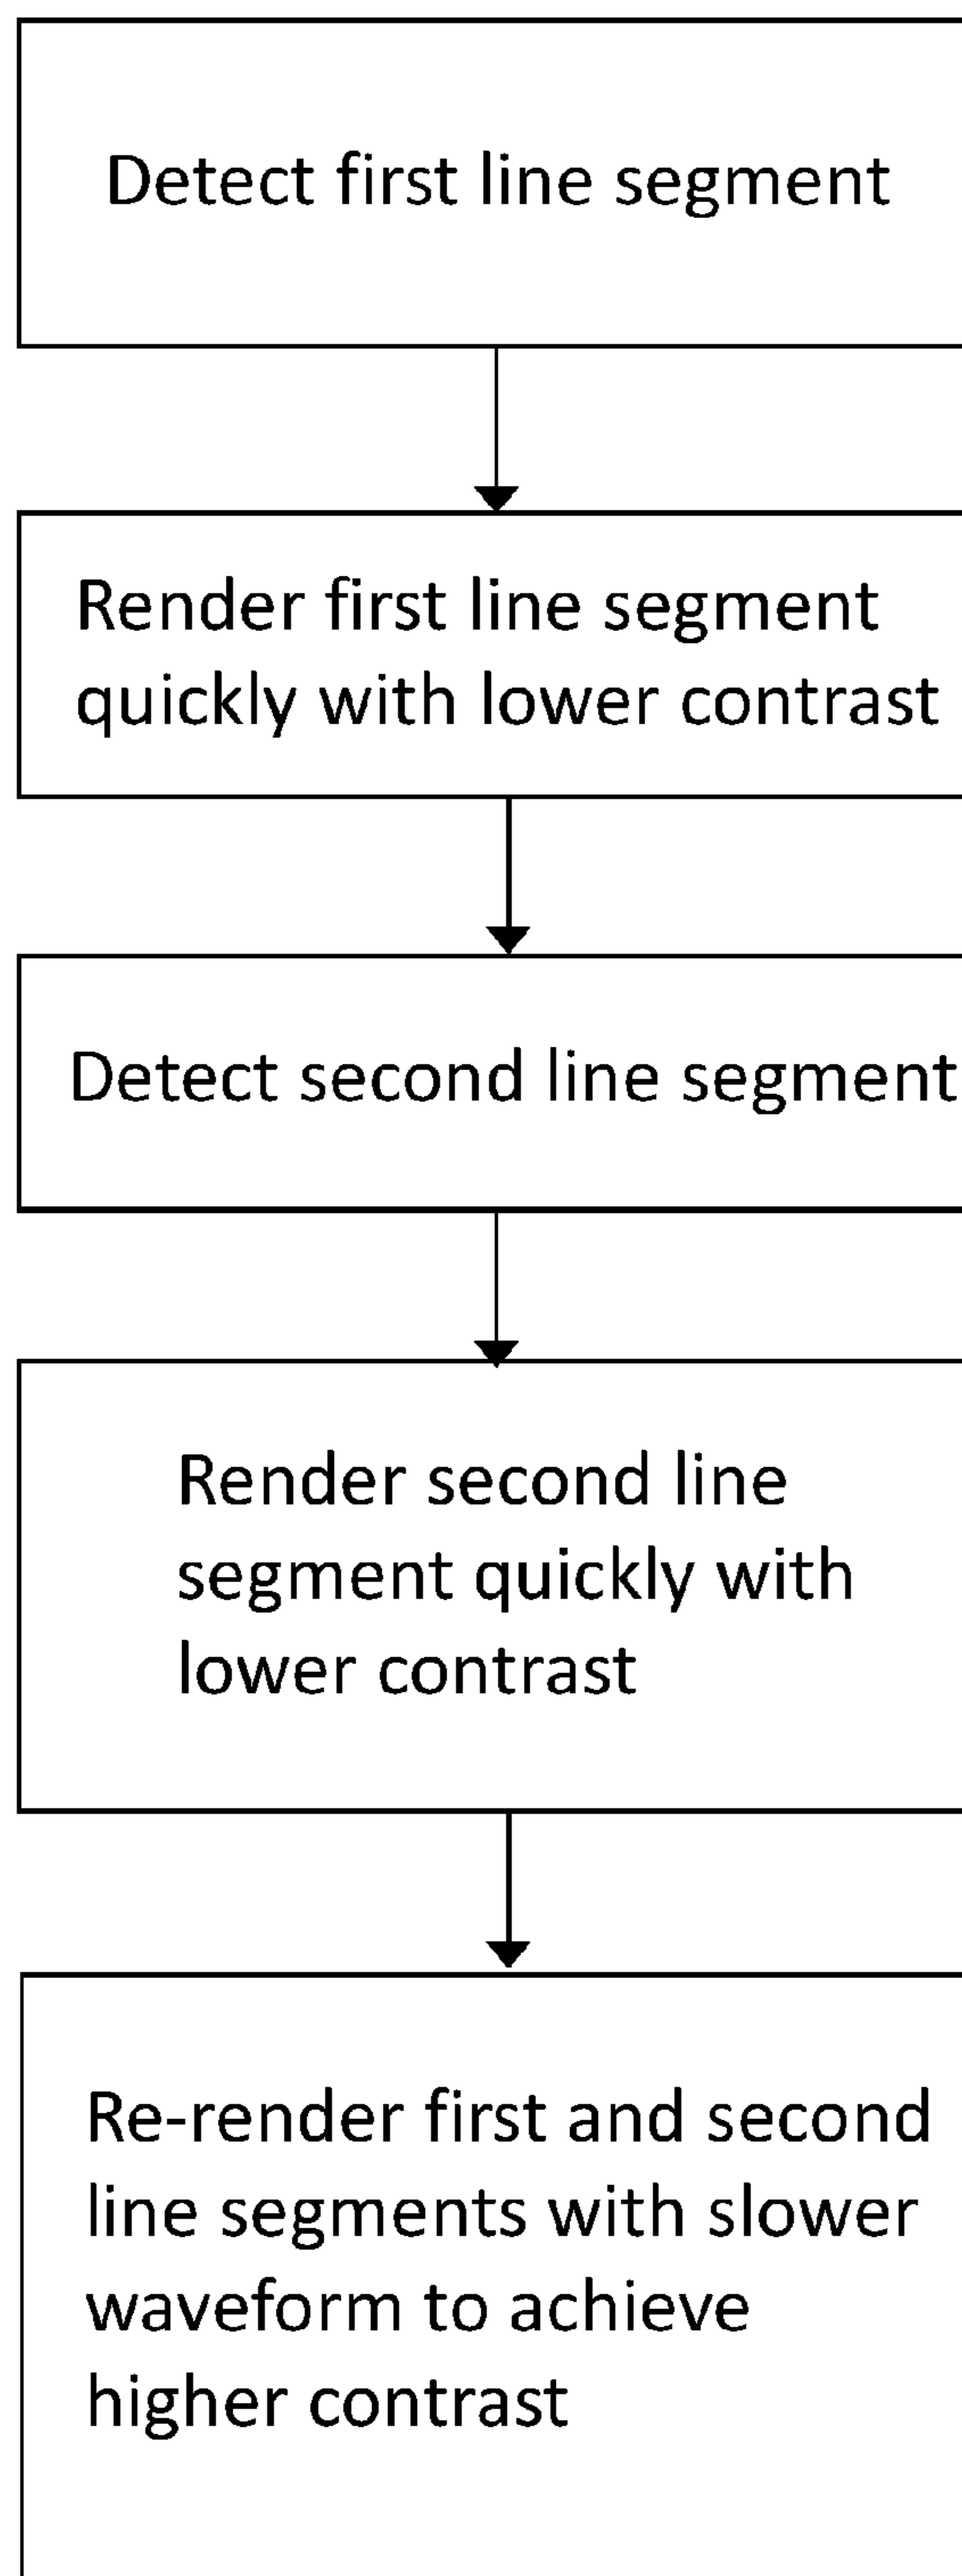 Detect first line segment
Render first line segment
quickly with lower contrast
Detect second line segment
Render second line
segment quickly with
lower contrast
Re-render first and second
line segments with slower
waveform to achieve
higher contrast